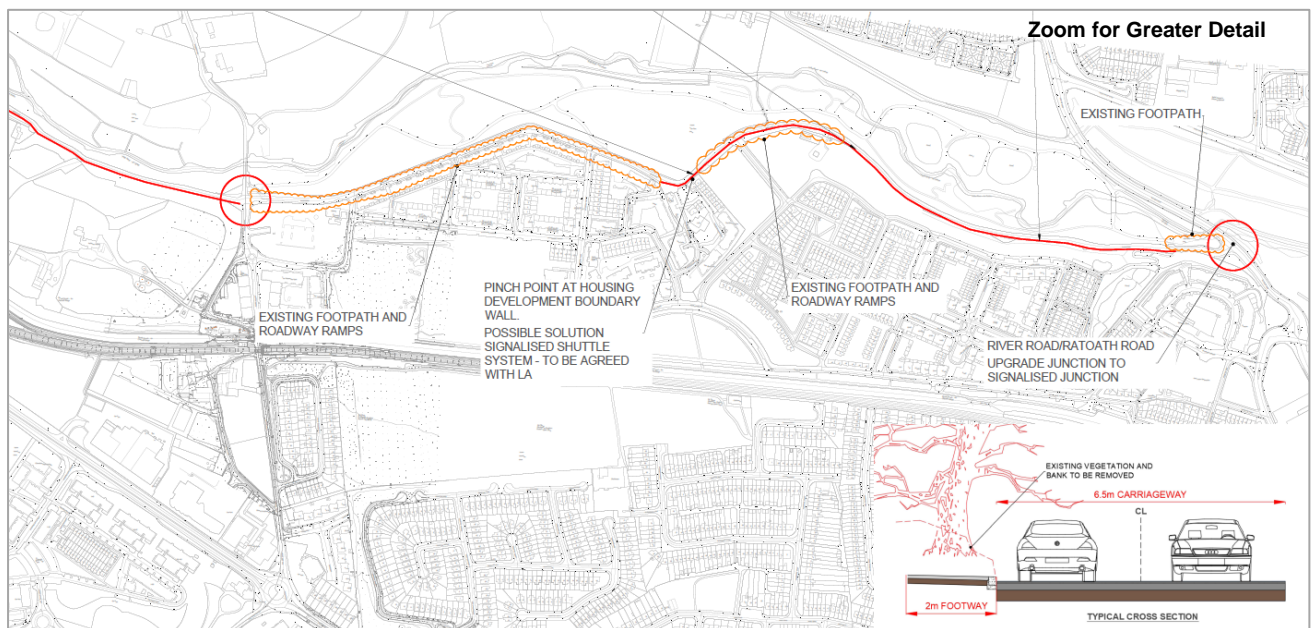 Zoom for Greater Detail
EXISTING FOOTPATH
EXISTING FOOTPATH AND
ROADWAY RAMPS
PINCH POINT AT HOUSING
DEVELOPMENT BOUNDARY
WALL.
POSSIBLE SOLUTION
SIGNALISED SHUTTLE
SYSTEM - TO BE AGREED
WITH LA
EXISTING FOOTPATH AND
ROADWAY RAMPS
RIVER ROAD/RATOATH ROAD
UPGRADE JUNCTION TO
SIGNALISED JUNCTION
EXISTING VEGETATION AND
BANK TO BE REMOVED
6.5m CARRIAGEWAY
CL
2m FOOTWAY
TYPICAL CROSS SECTION